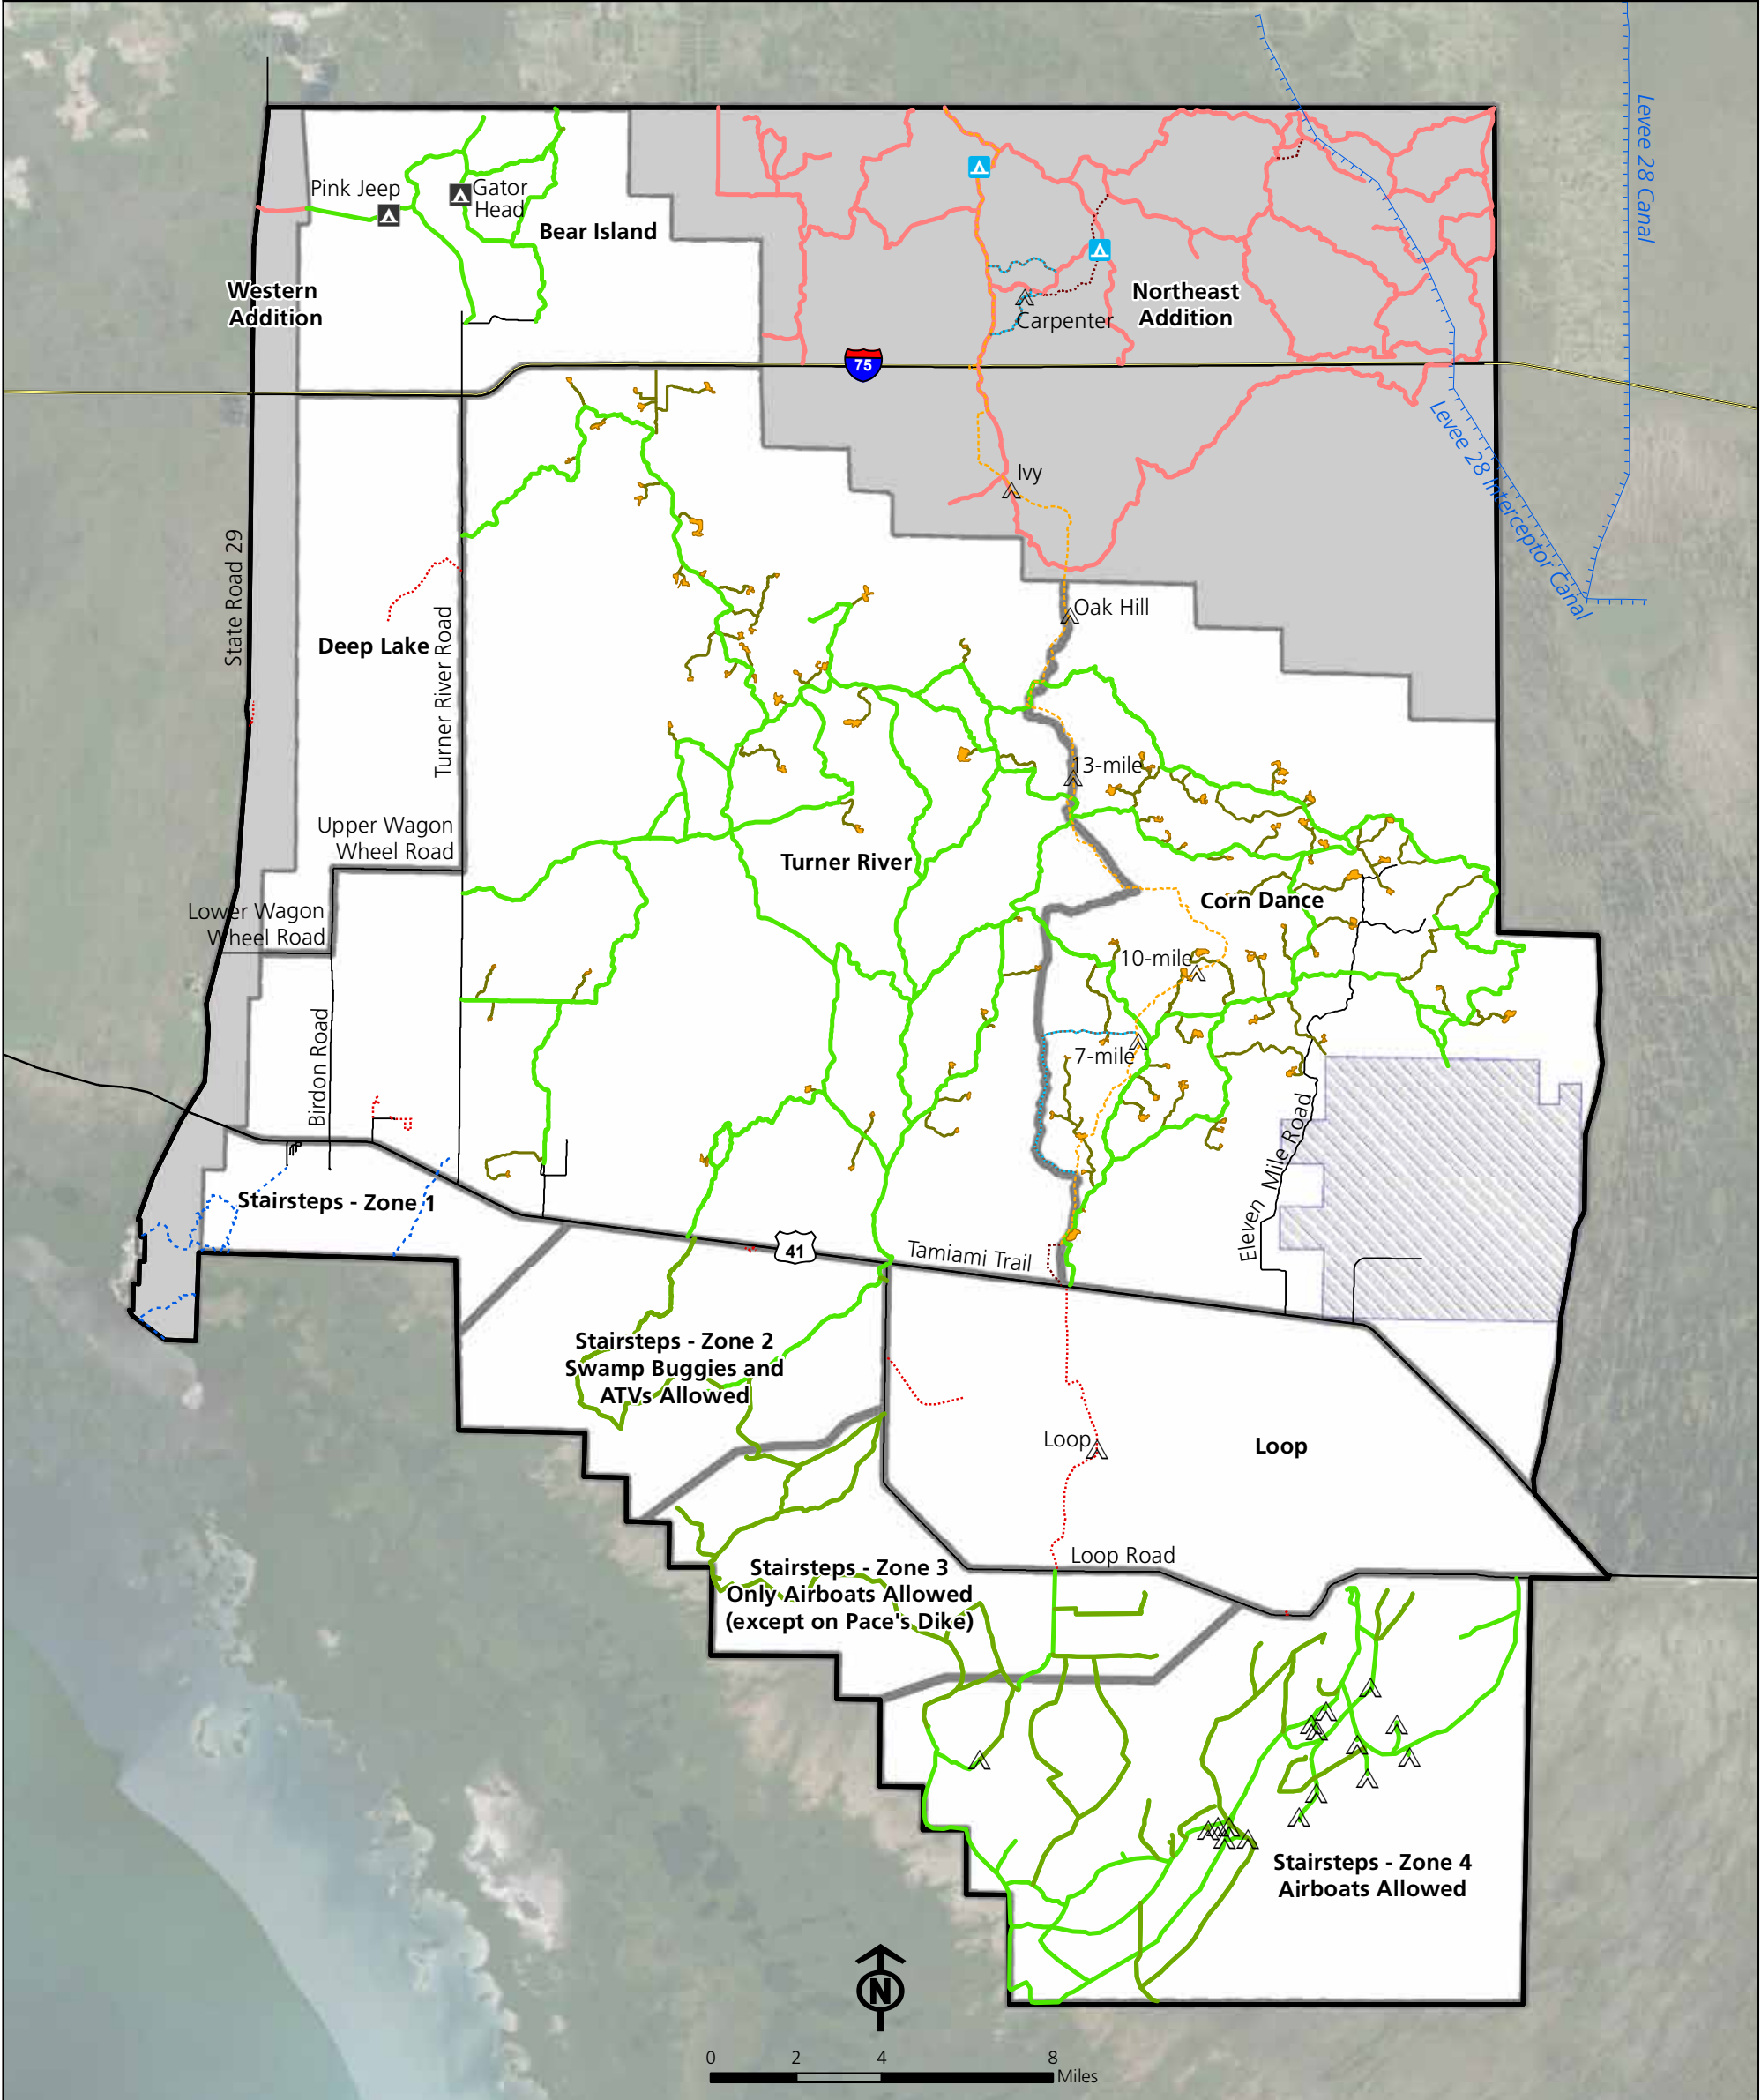 Levee 28 Canal
Pink Jeep
Gator
Head
Bear Island
Western
Addition
Northeast
Addition
Carpenter
75
Levee 28 Interceptor Canal
Ivy
State Road 29
Oak Hill
Deep Lake
Turner River Road
13-mile
Upper Wagon
Wheel Road
Turner River
Corn Dance
Lower Wagon
Wheel Road
10-mile
Birdon Road
7-mile
Eleven Mile Road
Stairsteps - Zone 1
41
Tamiami Trail
Stairsteps - Zone 2
Swamp Buggies and
ATVs Allowed
Loop
Loop
Loop Road
Stairsteps - Zone 3
Only Airboats Allowed
(except on Pace's Dike)
Stairsteps - Zone 4
Airboats Allowed
N
0 2 4 8
Miles